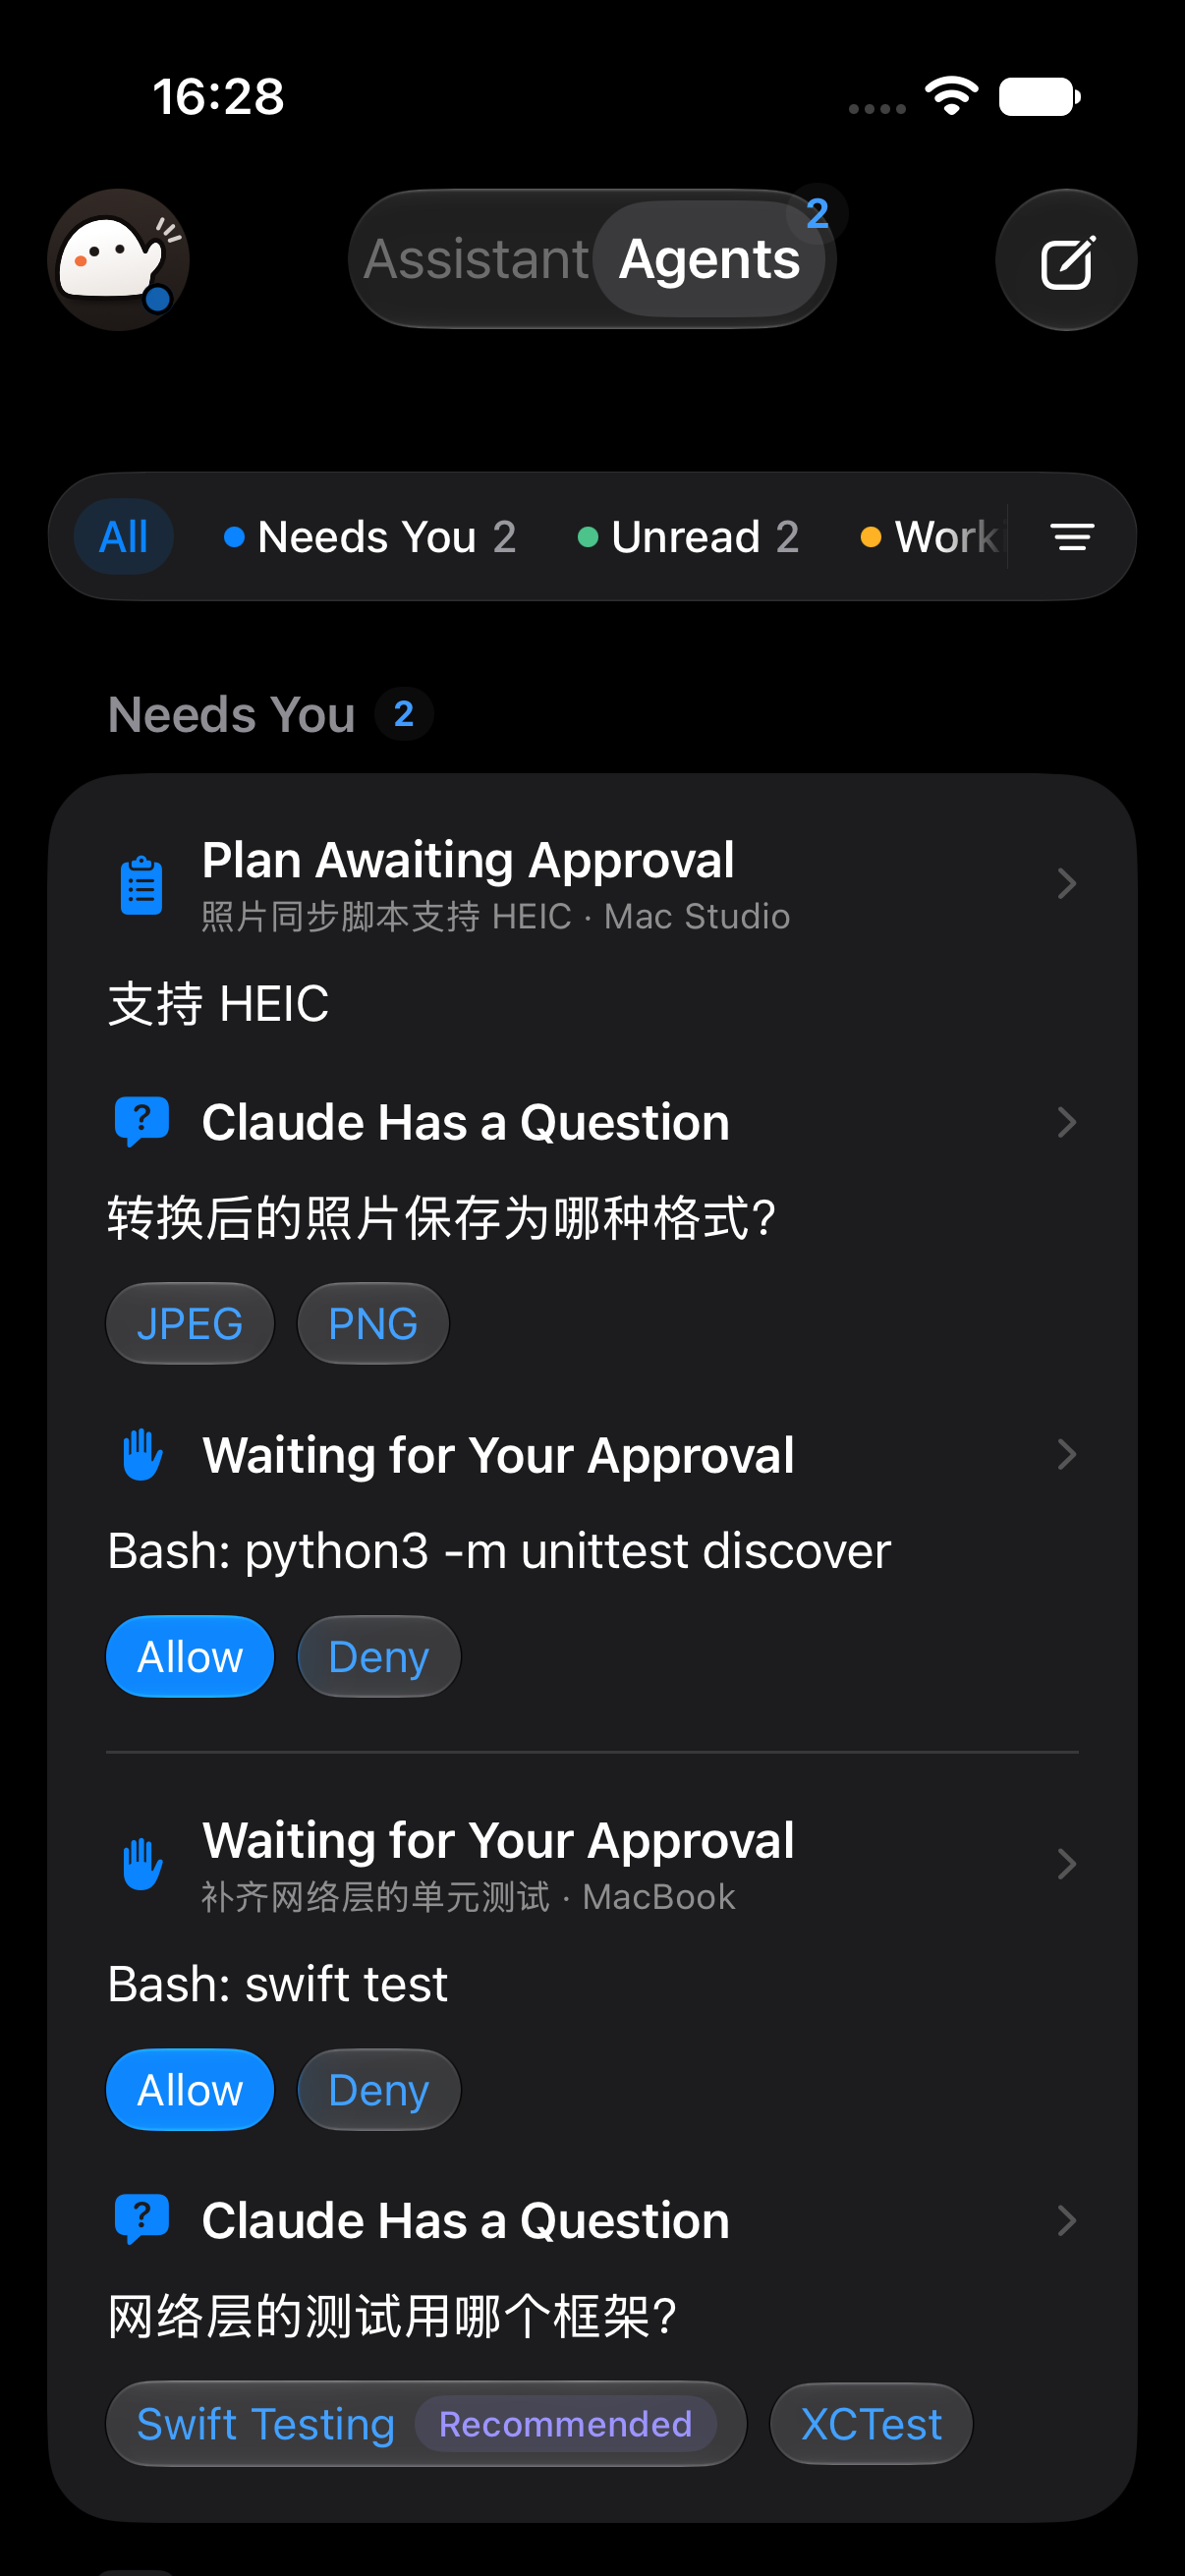 16:28
Assistant Agents 2
All Needs You 2 Unread 2 Worki
Needs You 2
Plan Awaiting Approval
照片同步脚本支持 HEIC · Mac Studio
支持 HEIC
Claude Has a Question
转换后的照片保存为哪种格式?
JPEG PNG
Waiting for Your Approval
Bash: python3 -m unittest discover
Allow Deny
Waiting for Your Approval
补齐网络层的单元测试 · MacBook
Bash: swift test
Allow Deny
Claude Has a Question
网络层的测试用哪个框架?
Swift Testing Recommended XCTest